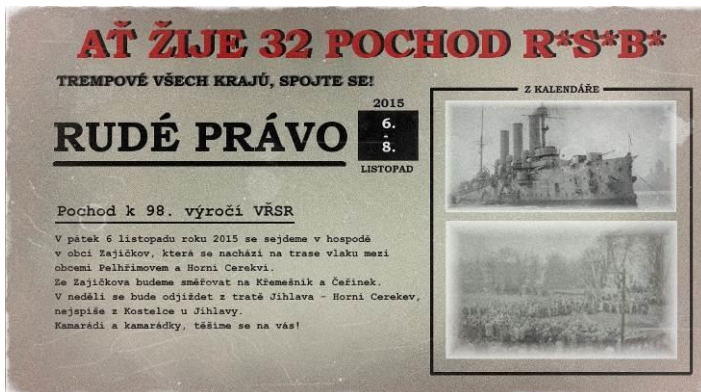 AŤ ŽIJE 32 POCHOD R*S*B*
TREMPOVÉ VŠECH KRAJŮ, SPOJTE SE!
RUDÉ PRÁVO
2015
6.
-
8.
LISTOPAD
Z KALENDÁŘE
Pochod k 98. výročí VŘSR
V pátek 6 listopadu roku 2015 se sejdeme v hospodě
v obci Zajíčkov, která se nachází na trase vlaku mezi
obcemi Pelhřimovem a Horní Cerekví.
Ze Zajíčkova budeme směřovat na Křemešník a Čeřínek.
V neděli se bude odjíždět z tratě Jihlava - Horní Cerekev,
nejspíše z Kostelce u Jihlavy.
Kamarádi a kamarádky, těšíme se na vás!